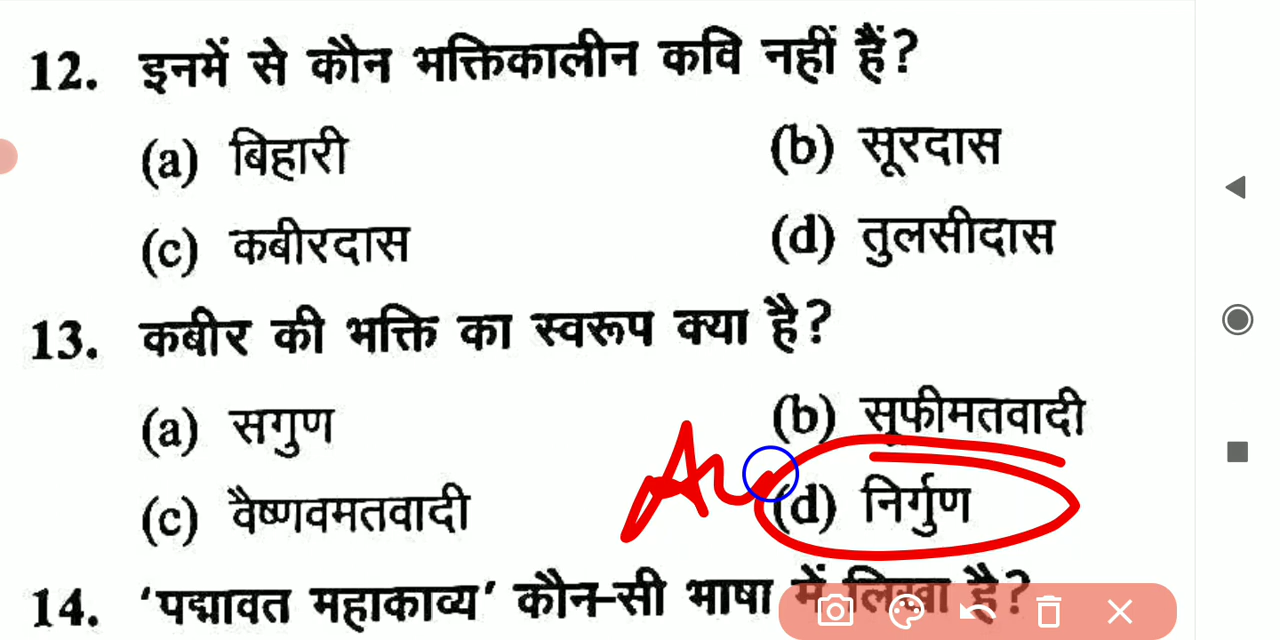 12. इनमें से कौन भक्तिकालीन कवि नहीं हैं?
(a) बिहारी (b) सूरदास
(c) कबीरदास (d) तुलसीदास
13. कबीर की भक्ति का स्वरूप क्या है?
(a) सगुण (b) सूफीमतवादी
(c) वैष्णवमतवादी (d) निर्गुण
14. 'पद्मावत महाकाव्य' कौन-सी भाषा में लिखा है?